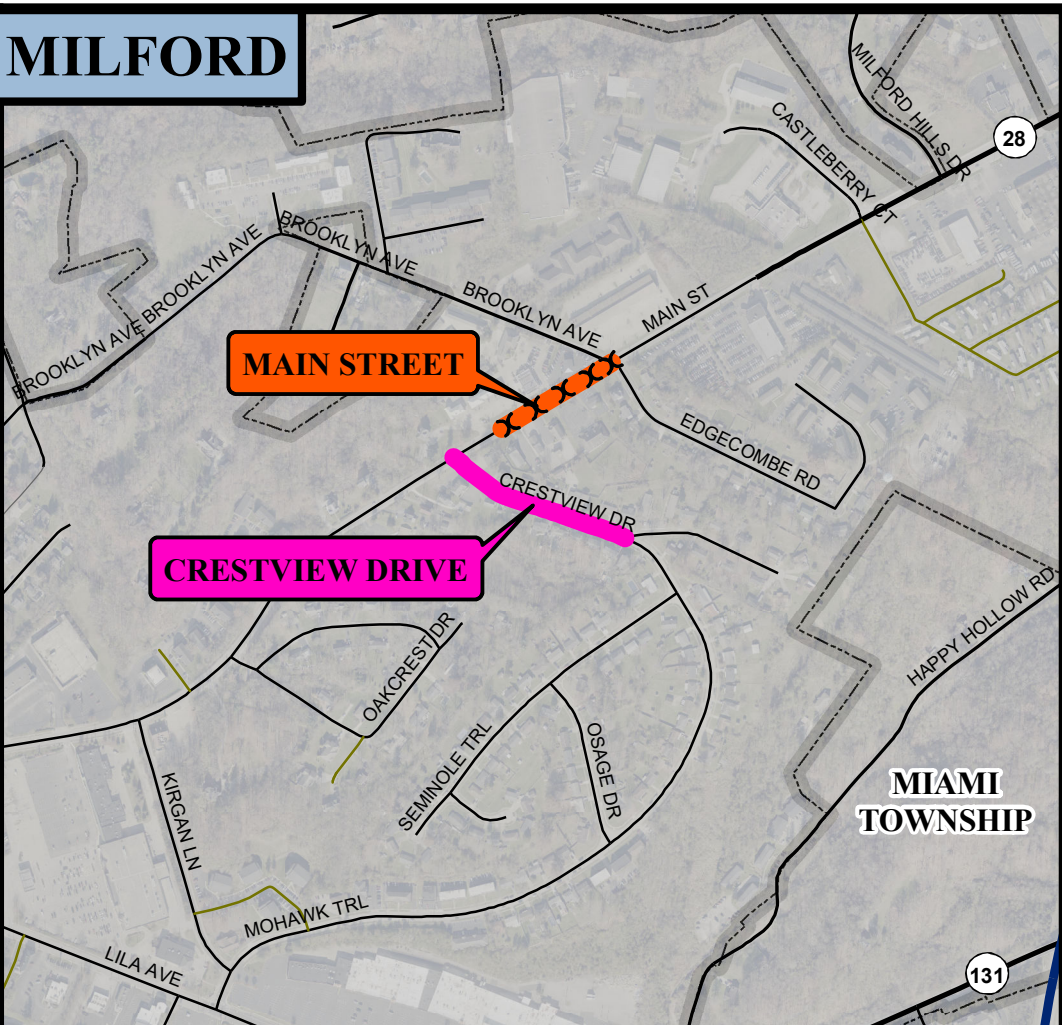 MILFORD
MILFORD HILLS DR
28
CASTLEBERRY CT
BROOKLYN AVE
BROOKLYN AVE
BROOKLYN AVE
BROOKLYN AVE
MAIN ST
MAIN STREET
EDGECOMBE RD
CRESTVIEW DR
CRESTVIEW DRIVE
HAPPY HOLLOW RD
OAKCREST DR
SEMINOLE TRL
OSAGE DR
KIRGAN LN
MIAMI
TOWNSHIP
MOHAWK TRL
LILA AVE
131